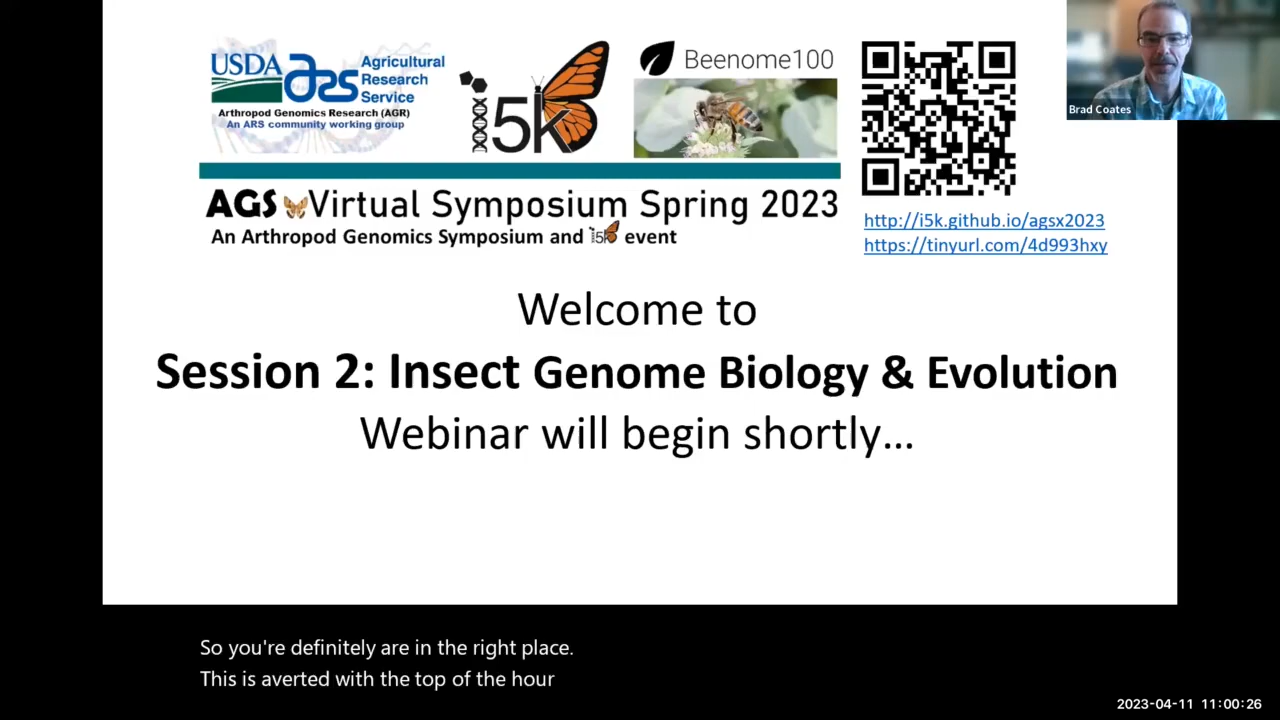 USDA ars Agricultural
Research
Service
Arthropod Genomics Research (AGR)
An ARS community working group
i5k
Beenome100
AGS Virtual Symposium Spring 2023
An Arthropod Genomics Symposium and i5k event
http://i5k.github.io/agsx2023
https://tinyurl.com/4d993hxy
Brad Coates
Welcome to
Session 2: Insect Genome Biology & Evolution
Webinar will begin shortly...
So you're definitely are in the right place.
This is averted with the top of the hour
2023-04-11 11:00:26